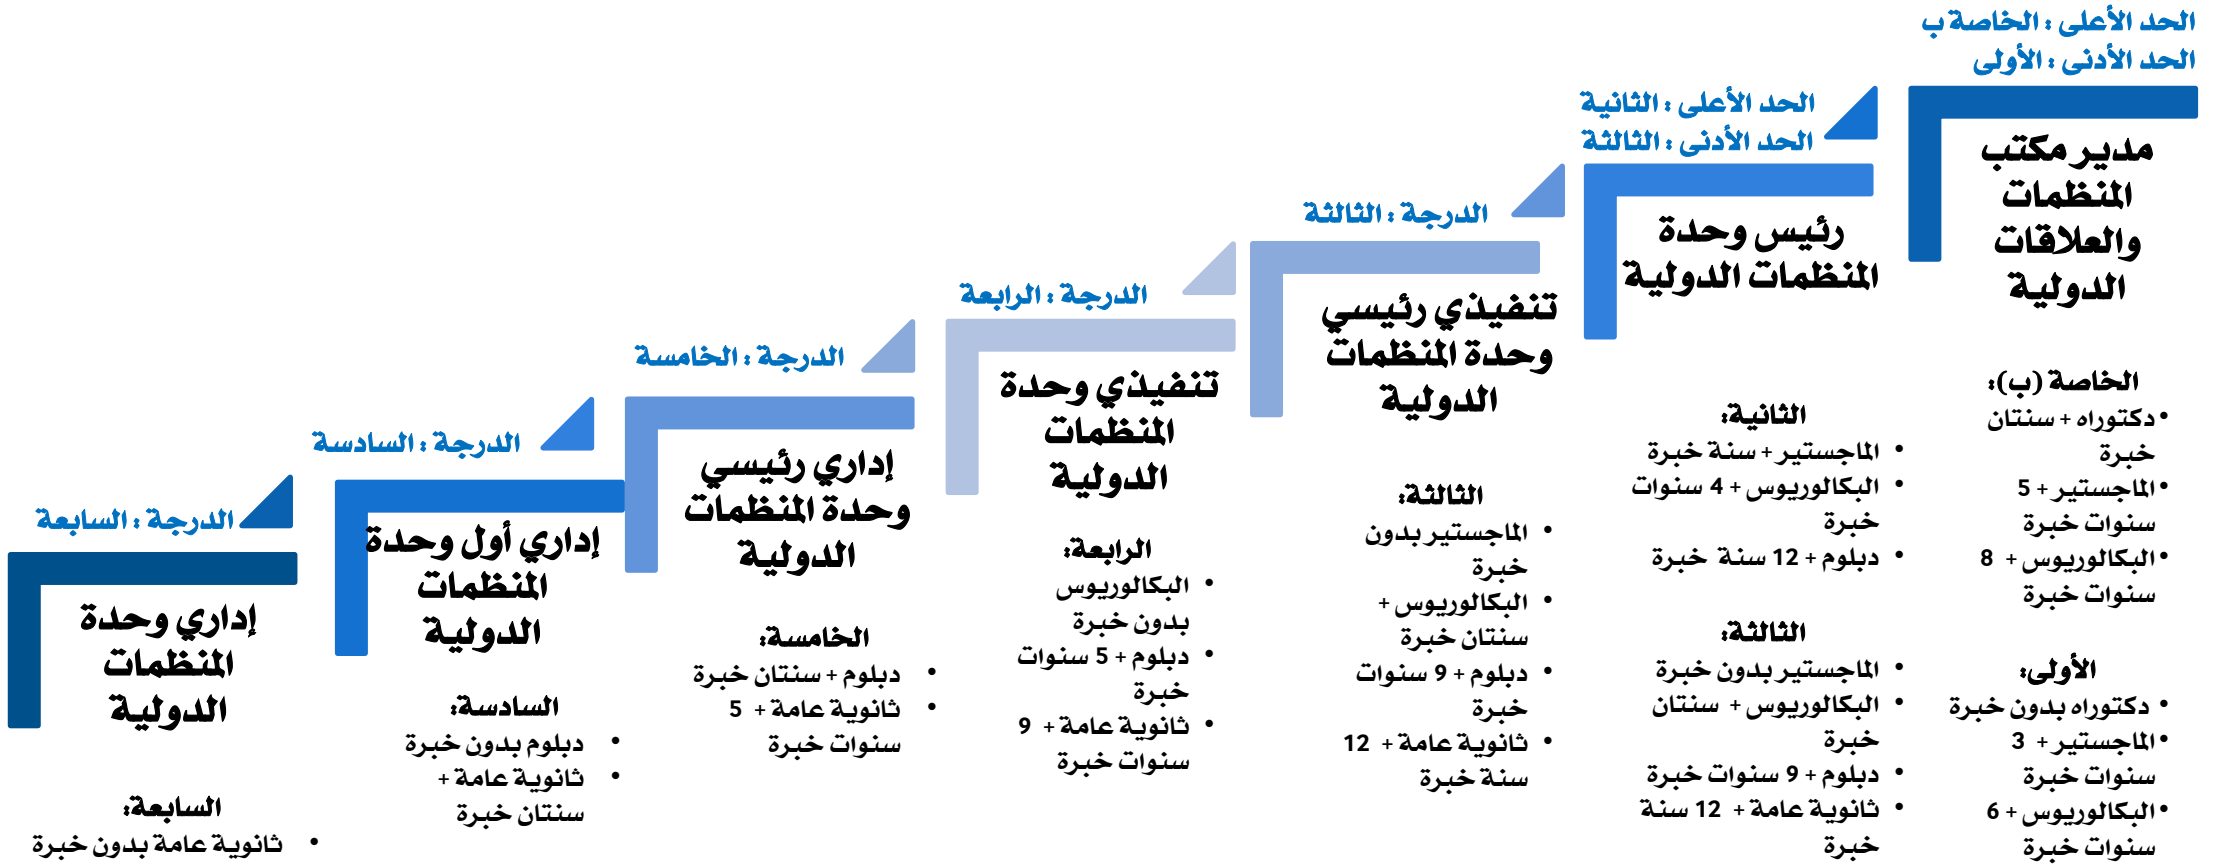 الحد الأعلى : الخاصة ب
الحد الأدنى : الأولى
مدير مكتب
المنظمات
والعلاقات
الدولية
الخاصة (ب):
• دكتوراه + سنتان
خبرة
• الماجستير + 5
سنوات خبرة
• البكالوريوس + 8
سنوات خبرة
الأولى:
• دكتوراه بدون خبرة
• الماجستير + 3
سنوات خبرة
• البكالوريوس + 6
سنوات خبرة
الحد الأعلى : الثانية
الحد الأدنى : الثالثة
رئيس وحدة
المنظمات الدولية
الثانية:
• الماجستير + سنة خبرة
• البكالوريوس + 4 سنوات
خبرة
• دبلوم + 12 سنة خبرة
الثالثة:
• الماجستير بدون خبرة
• البكالوريوس + سنتان
خبرة
• دبلوم + 9 سنوات خبرة
• ثانوية عامة + 12 سنة
خبرة
الدرجة : الثالثة
تنفيذي رئيسي
وحدة المنظمات
الدولية
الثالثة:
• الماجستير بدون
خبرة
• البكالوريوس +
سنتان خبرة
• دبلوم + 9 سنوات
خبرة
• ثانوية عامة + 12
سنة خبرة
الدرجة : الرابعة
تنفيذي وحدة
المنظمات
الدولية
الرابعة:
• البكالوريوس
بدون خبرة
• دبلوم + 5 سنوات
خبرة
• ثانوية عامة + 9
سنوات خبرة
الدرجة : الخامسة
إداري رئيسي
وحدة المنظمات
الدولية
الخامسة:
• دبلوم + سنتان خبرة
• ثانوية عامة + 5
سنوات خبرة
الدرجة : السادسة
إداري أول وحدة
المنظمات
الدولية
السادسة:
• دبلوم بدون خبرة
• ثانوية عامة +
سنتان خبرة
الدرجة : السابعة
إداري وحدة
المنظمات
الدولية
السابعة:
• ثانوية عامة بدون خبرة